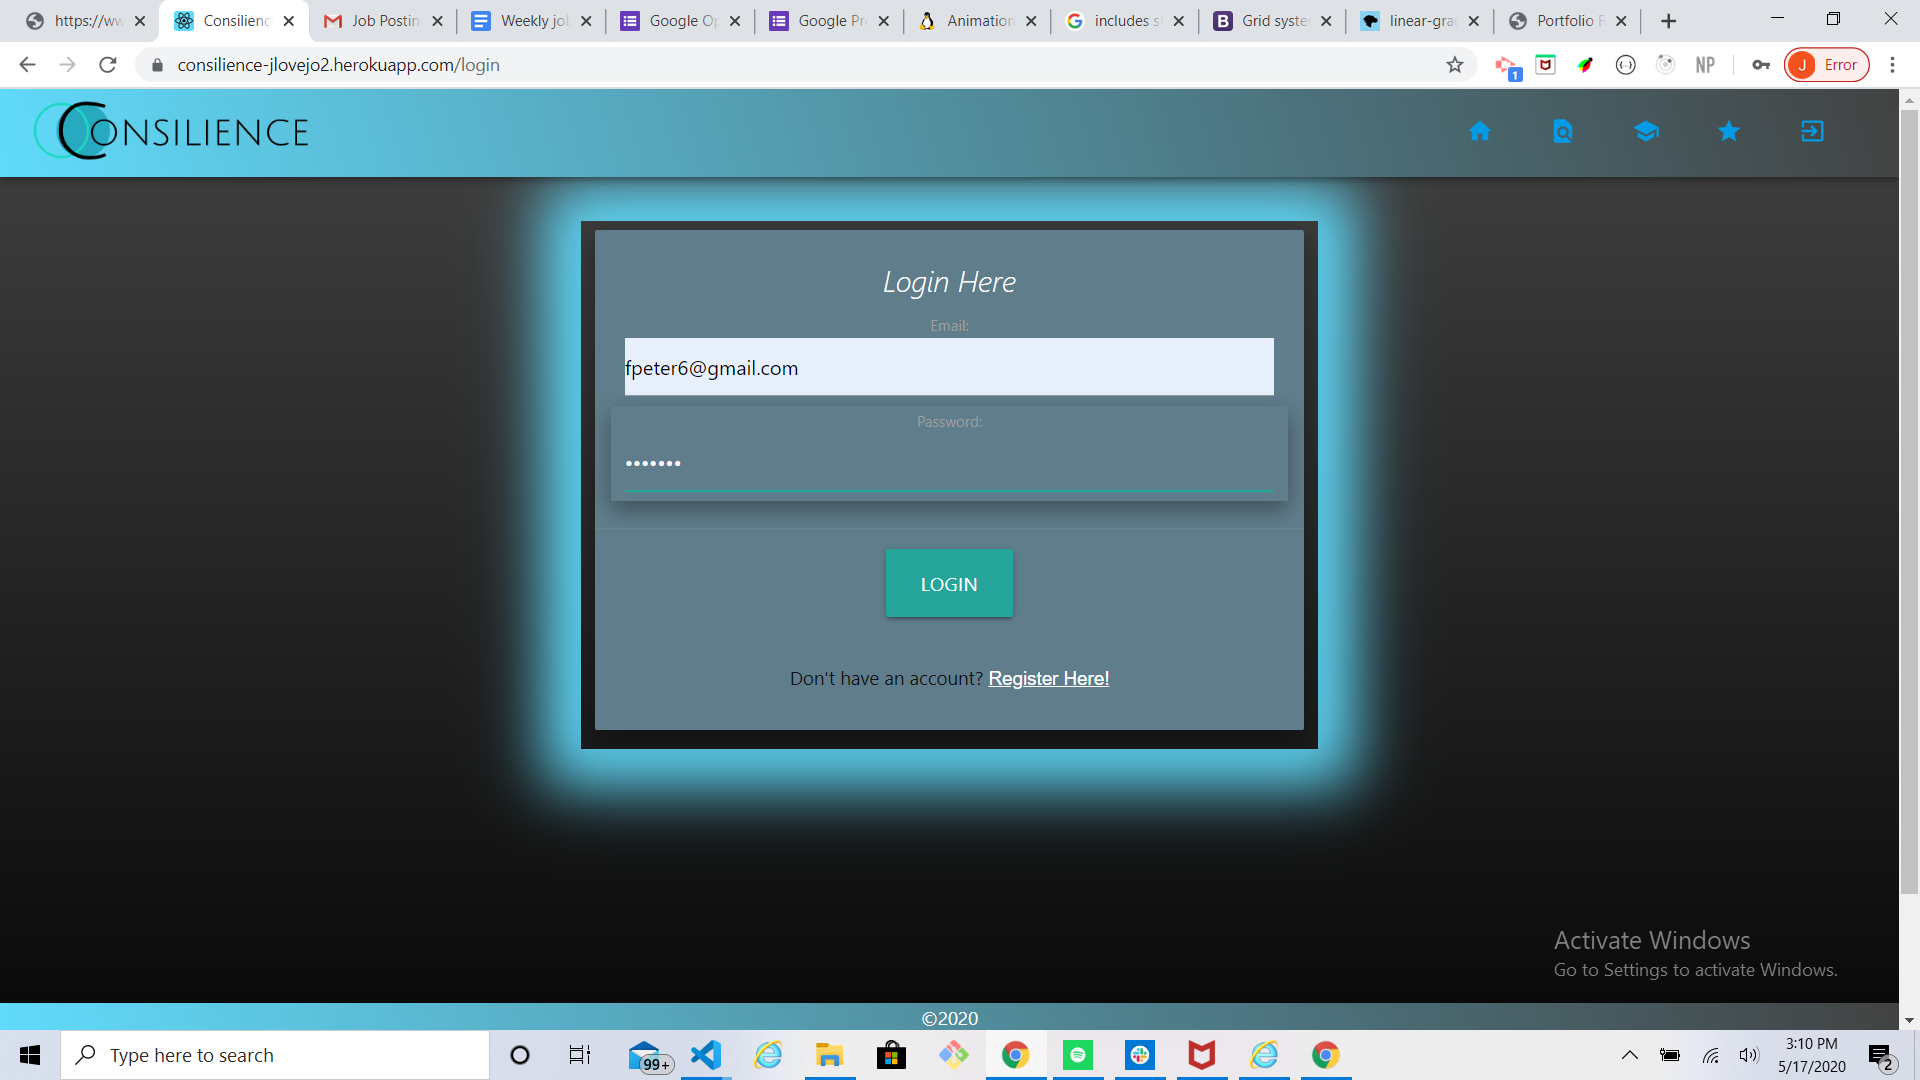 https://ww
Consilienc
Job Postin
Weekly jo
Google Op
Google Pr
Animation
includes s
Grid syste
linear-gra
Portfolio R
consilience-jlovejo2.herokuapp.com/login
1
NP
J Error
CONSILIENCE
Login Here
Email:
fpeter6@gmail.com
Password:
•••••••
LOGIN
Don't have an account? Register Here!
Activate Windows
Go to Settings to activate Windows.
©2020
Type here to search
99+
3:10 PM
5/17/2020
2